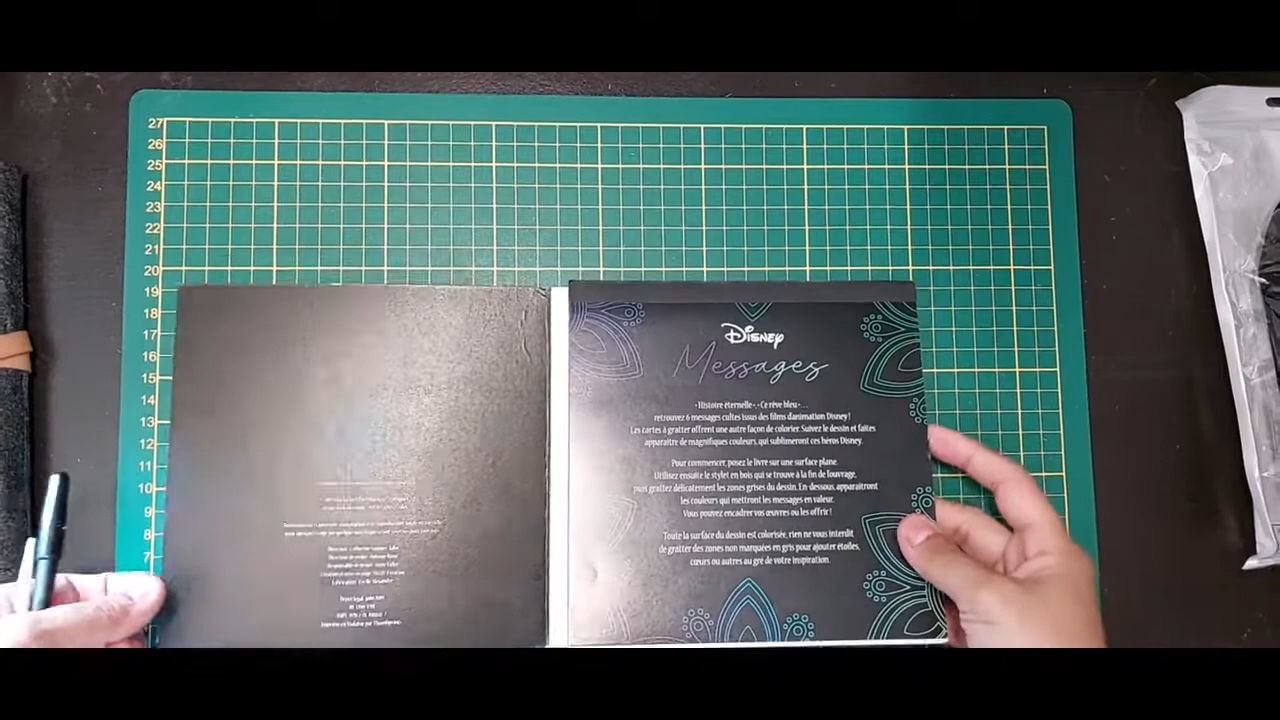 27
26
25
24
23
22
21
20
19
18
17
16
15
14
13
12
11
10
9
8
7
Disney
Messages
«Histoire éternelle», «Ce rêve bleu»...
retrouvez 6 messages cultes issus des films d'animation Disney !
Les cartes à gratter offrent une autre façon de colorier. Suivez le dessin et faites
apparaître de magnifiques couleurs, qui sublimeront ces héros Disney.
Pour commencer, posez le livre sur une surface plane.
Utilisez ensuite le stylet en bois qui se trouve à la fin de l'ouvrage,
puis grattez délicatement les zones grises du dessin. En-dessous, apparaîtront
les couleurs qui mettront les messages en valeur.
Vous pouvez encadrer vos œuvres ou les offrir !
Toute la surface du dessin est colorisée, rien ne vous interdit
de gratter des zones non marquées en gris pour ajouter étoiles,
cœurs ou autres au gré de votre inspiration.